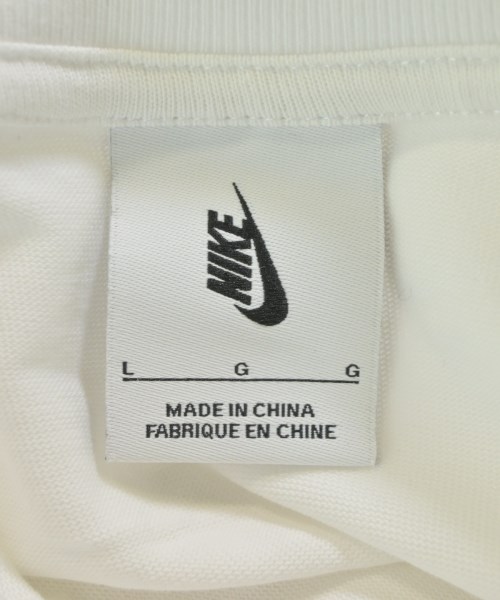 NIKE
L G G
MADE IN CHINA
FABRIQUE EN CHINE